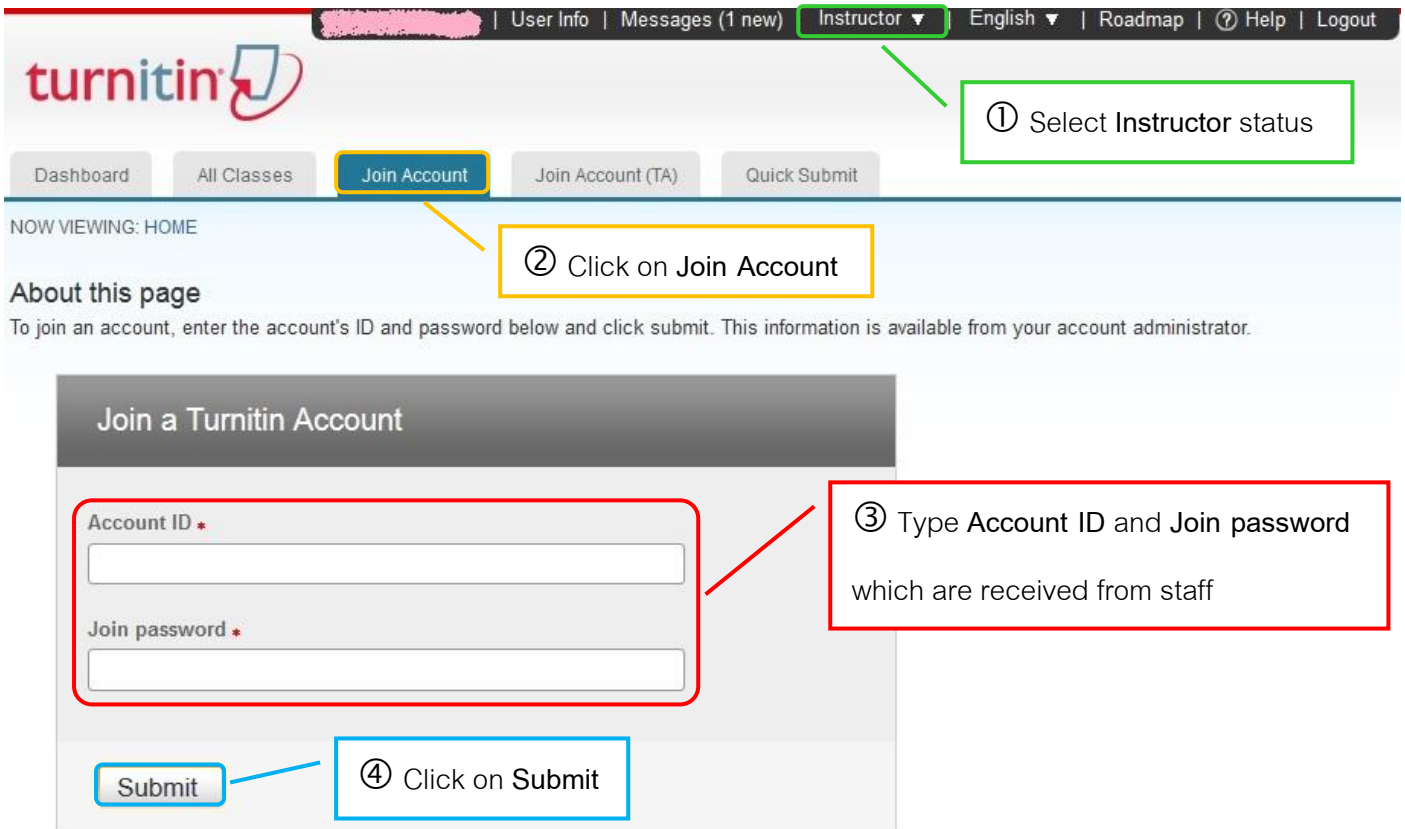 | User Info | Messages (1 new) | Instructor ▼ | English ▼ | Roadmap | ? Help | Logout
turnitin
① Select Instructor status
Dashboard All Classes Join Account Join Account (TA) Quick Submit
NOW VIEWING: HOME
② Click on Join Account
About this page
To join an account, enter the account's ID and password below and click submit. This information is available from your account administrator.
Join a Turnitin Account
Account ID *
③ Type Account ID and Join password
which are received from staff
Join password *
Submit
④ Click on Submit